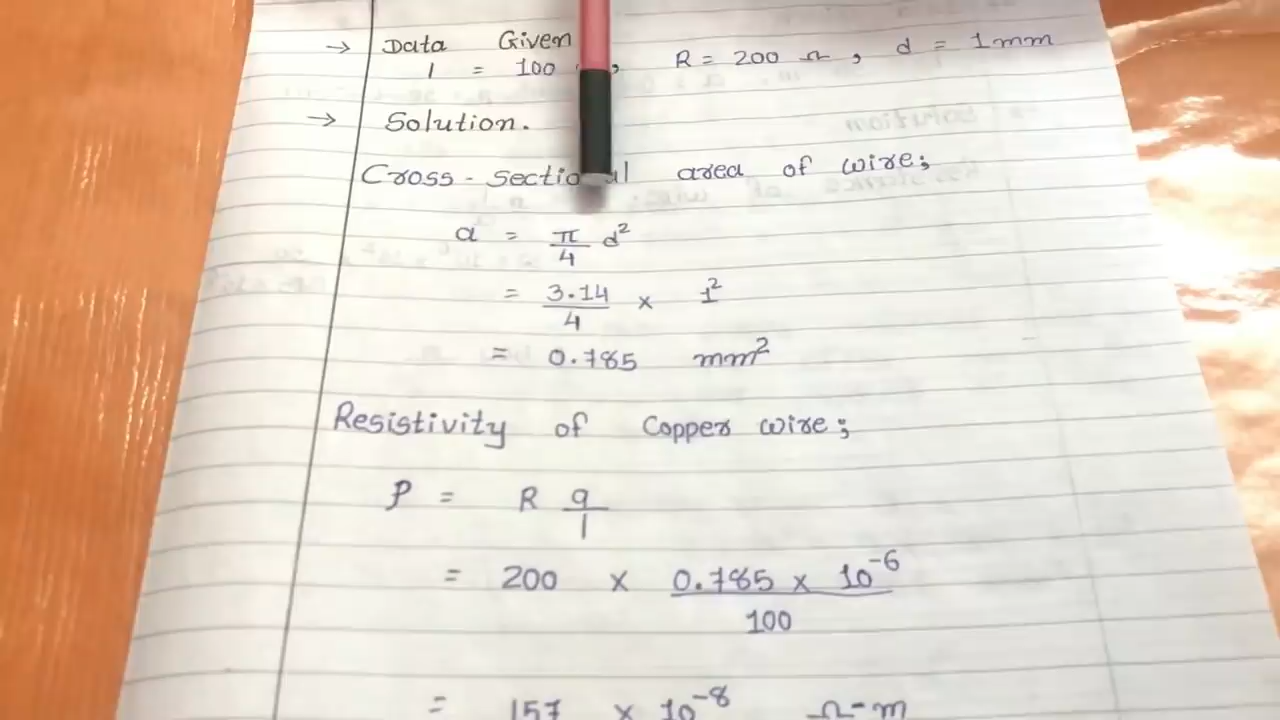 → Data Given
l = 100 , R = 200 Ω , d = 1mm
→ Solution.
Cross-sectional area of wire;
a = π/4 d²
= 3.14/4 × 1²
= 0.785 mm²
Resistivity of Copper wire;
ρ = R a/l
= 200 × 0.785 × 10⁻⁶/100
= 157 × 10⁻⁸ Ω-m